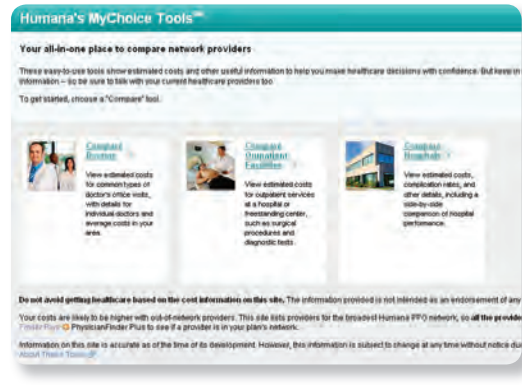 Humana's MyChoice Tools℠
Your all-in-one place to compare network providers
These easy-to-use tools show estimated costs and other useful information to help you make healthcare decisions with confidence. But keep in
information – so be sure to talk with your current healthcare providers too.
To get started, choose a "Compare" tool.
Compare
Doctors
View estimated costs
for common types of
doctor's office visits,
with details for
individual doctors and
average costs in your
area.
Compare
Outpatient
Facilities
View estimated costs
for outpatient services
at a hospital or
freestanding center,
such as surgical
procedures and
diagnostic tests.
Compare
Hospitals
View estimated costs,
complication rates, and
other details, including a
side-by-side
comparison of hospital
performance.
Do not avoid getting healthcare based on the cost information on this site. The information provided is not intended as an endorsement of any
Your costs are likely to be higher with out-of-network providers. This site lists providers for the broadest Humana PPO network, so all the provide
Finder Plus PhysicianFinder Plus to see if a provider is in your plan's network.
Information on this site is accurate as of the time of its development. However, this information is subject to change at any time without notice du
About These Tools